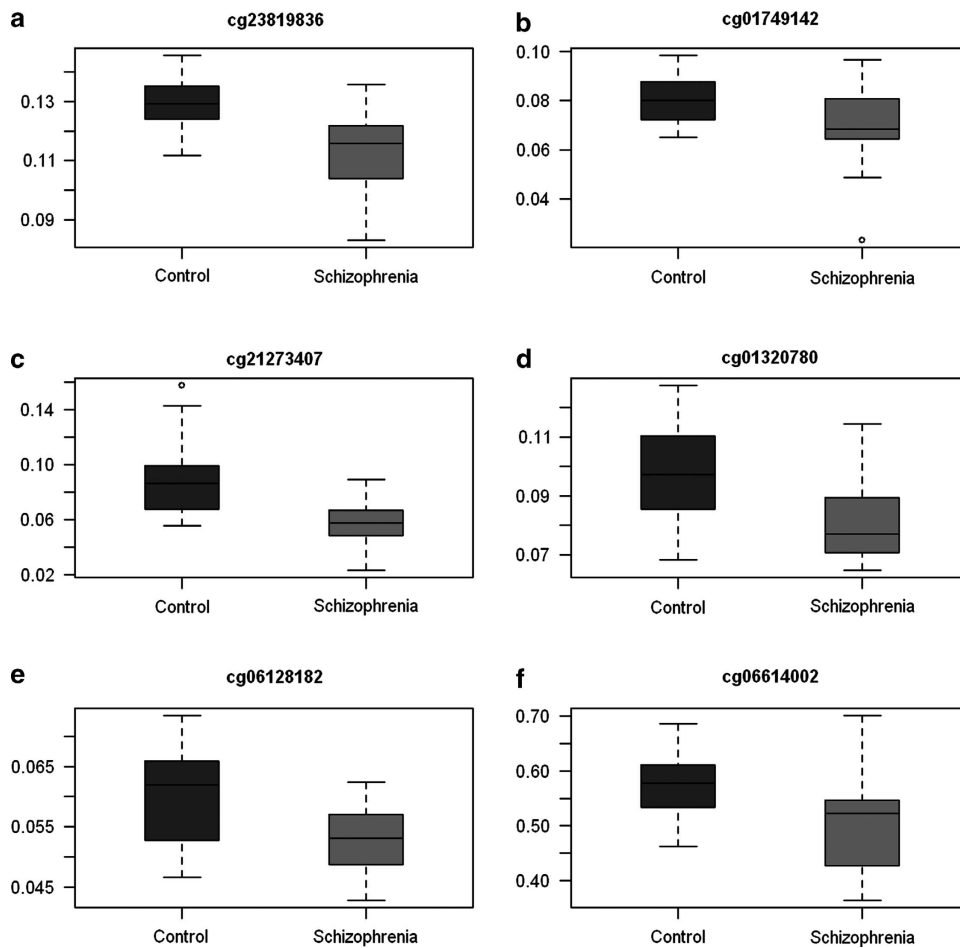 a
cg23819836
0.13
0.11
0.09
Control
Schizophrenia
b
cg01749142
0.10
0.08
0.06
0.04
Control
Schizophrenia
c
cg21273407
0.14
0.10
0.06
0.02
Control
Schizophrenia
d
cg01320780
0.11
0.09
0.07
Control
Schizophrenia
e
cg06128182
0.065
0.055
0.045
Control
Schizophrenia
f
cg06614002
0.70
0.60
0.50
0.40
Control
Schizophrenia